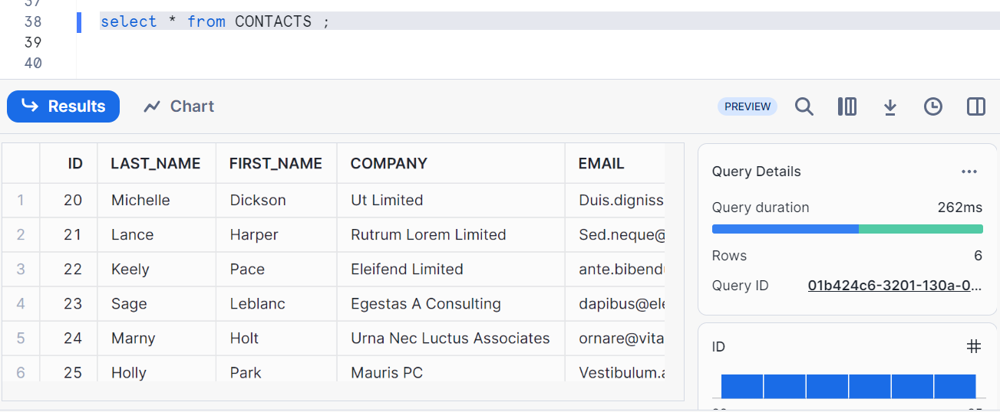 37
38 select * from CONTACTS ;
39
40
Results Chart PREVIEW
ID LAST_NAME FIRST_NAME COMPANY EMAIL
1 20 Michelle Dickson Ut Limited Duis.digniss
2 21 Lance Harper Rutrum Lorem Limited Sed.neque@
3 22 Keely Pace Eleifend Limited ante.bibend
4 23 Sage Leblanc Egestas A Consulting dapibus@ele
5 24 Marny Holt Urna Nec Luctus Associates ornare@vita
6 25 Holly Park Mauris PC Vestibulum.a
Query Details ...
Query duration 262ms
Rows 6
Query ID 01b424c6-3201-130a-0...
ID #